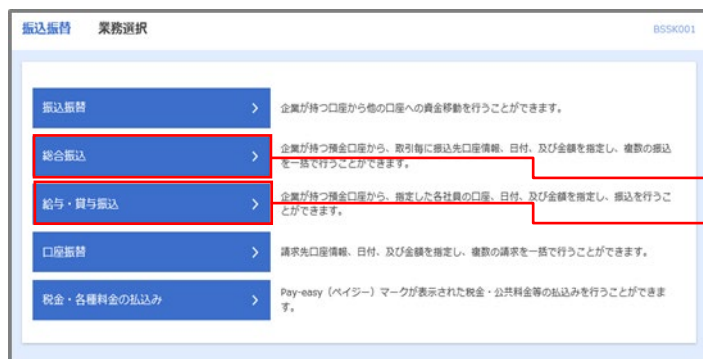 振込振替 業務選択 BSSK001
振込振替 企業が持つ口座から他の口座への資金移動を行うことができます。
総合振込 企業が持つ預金口座から、取引毎に振込先口座情報、日付、及び金額を指定し、複数の振込
を一括で行うことができます。
給与・賞与振込 企業が持つ預金口座から、指定した各社員の口座、日付、及び金額を指定し、振込を行うこ
とができます。
口座振替 請求先口座情報、日付、及び金額を指定し、複数の請求を一括で行うことができます。
税金・各種料金の払込み Pay-easy（ペイジー）マークが表示された税金・公共料金等の払込みを行うことができま
す。